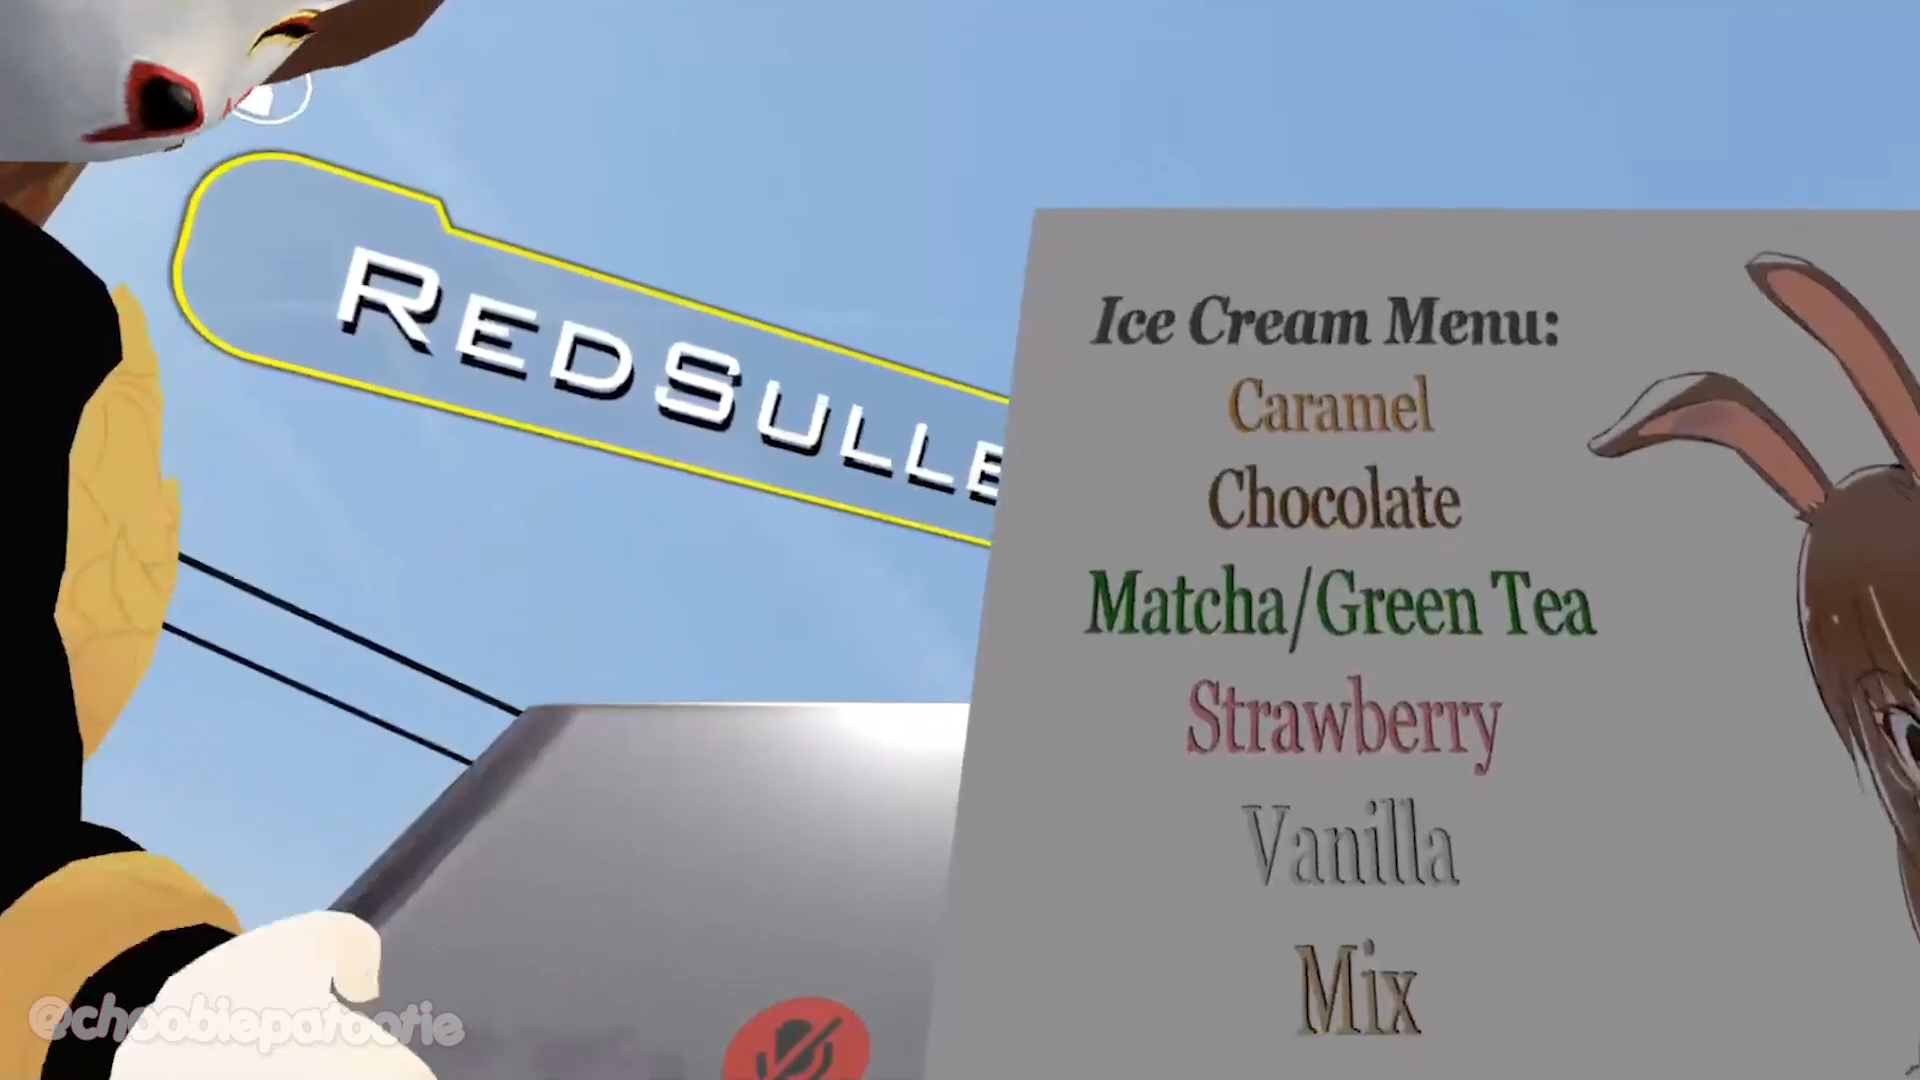 REDSULLE
Ice Cream Menu:
Caramel
Chocolate
Matcha/Green Tea
Strawberry
Vanilla
Mix
@choobiepatootie